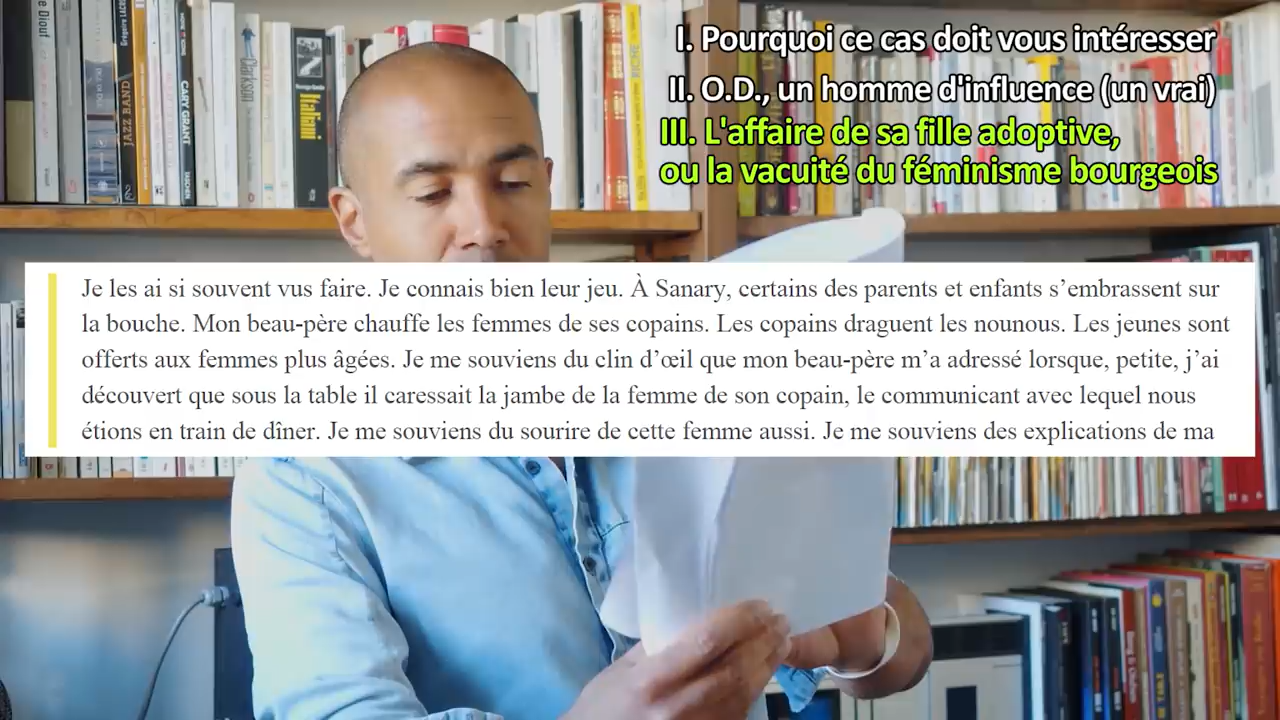 I. Pourquoi ce cas doit vous intéresser
II. O.D., un homme d'influence (un vrai)
III. L'affaire de sa fille adoptive,
ou la vacuité du féminisme bourgeois
Je les ai si souvent vus faire. Je connais bien leur jeu. À Sanary, certains des parents et enfants s’embrassent sur
la bouche. Mon beau-père chauffe les femmes de ses copains. Les copains draguent les nounous. Les jeunes sont
offerts aux femmes plus âgées. Je me souviens du clin d’œil que mon beau-père m’a adressé lorsque, petite, j’ai
découvert que sous la table il caressait la jambe de la femme de son copain, le communicant avec lequel nous
étions en train de dîner. Je me souviens du sourire de cette femme aussi. Je me souviens des explications de ma
JAZZ BAND
CARY GRANT